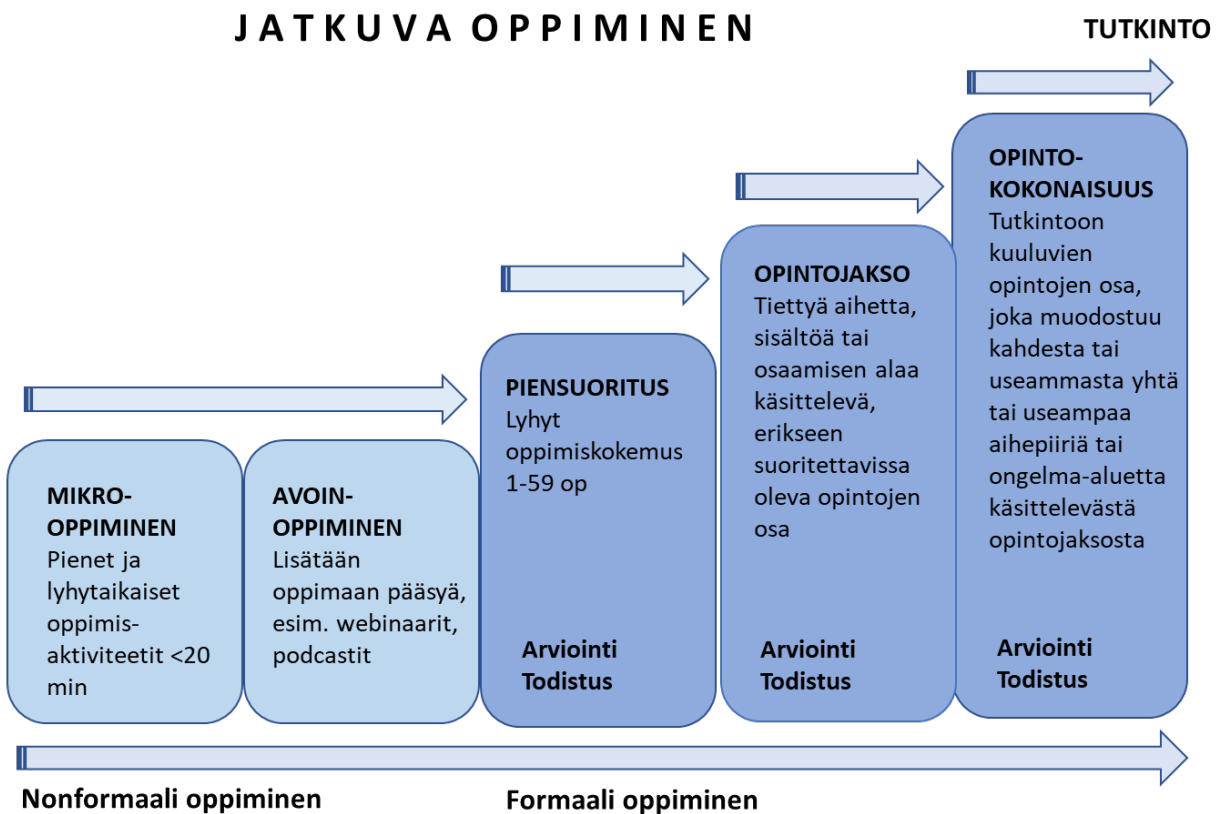 JATKUVA OPPIMINEN
TUTKINTO
MIKRO-
OPPIMINEN
Pienet ja
lyhytaikaiset
oppimis-
aktiviteetit <20
min
AVOIN-
OPPIMINEN
Lisätään
oppimaan pääsyä,
esim. webinaarit,
podcastit
PIENSUORITUS
Lyhyt
oppimiskokemus
1-59 op
Arviointi
Todistus
OPINTOJAKSO
Tiettyä aihetta,
sisältöä tai
osaamisen alaa
käsittelevä,
erikseen
suoritettavissa
oleva opintojen
osa
Arviointi
Todistus
OPINTO-
KOKONAISUUS
Tutkintoon
kuuluvien
opintojen osa,
joka muodostuu
kahdesta tai
useammasta yhtä
tai useampaa
aihepiiriä tai
ongelma-aluetta
käsittelevästä
opintojaksosta
Arviointi
Todistus
Nonformaali oppiminen
Formaali oppiminen